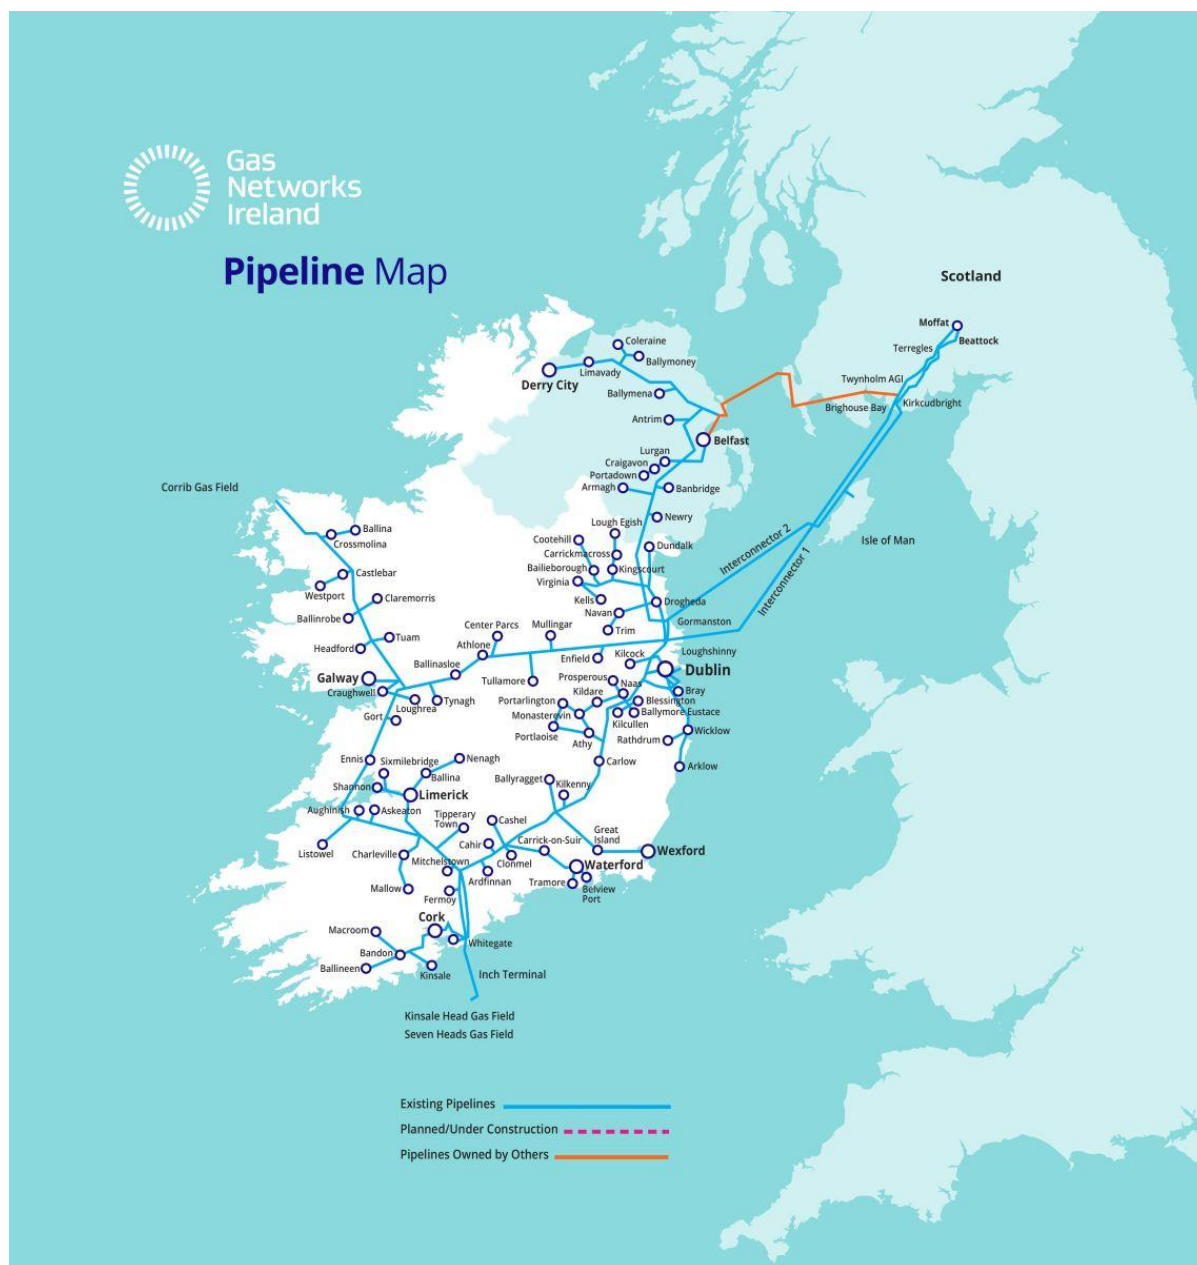 Gas
Networks
Ireland
Pipeline Map
Scotland
Moffat
Beattock
Terregles
Twynholm AGI
Kirkcudbright
Brighouse Bay
Coleraine
Ballymoney
Limavady
Derry City
Ballymena
Antrim
Belfast
Lurgan
Craigavon
Portadown
Armagh
Banbridge
Newry
Lough Egish
Dundalk
Cootehill
Carrickmacross
Bailieborough
Kingscourt
Virginia
Kells
Navan
Drogheda
Trim
Gormanston
Interconnector 2
Interconnector 1
Isle of Man
Corrib Gas Field
Ballina
Crossmolina
Castlebar
Westport
Claremorris
Ballinrobe
Tuam
Headford
Galway
Craughwell
Loughrea
Gort
Tynagh
Ballinasloe
Athlone
Center Parcs
Mullingar
Tullamore
Enfield
Kilcock
Loughshinny
Dublin
Prosperous
Naas
Kildare
Portarlington
Monasterevin
Portlaoise
Athy
Kilcullen
Bray
Blessington
Ballymore Eustace
Wicklow
Rathdrum
Arklow
Carlow
Ennis
Sixmilebridge
Nenagh
Shannon
Ballina
Limerick
Aughinish
Askeaton
Listowel
Tipperary
Town
Charleville
Mitchelstown
Mallow
Fermoy
Ballyragget
Kilkenny
Cashel
Cahir
Carrick-on-Suir
Clonmel
Ardfinnan
Great
Island
Wexford
Waterford
Tramore
Belview
Port
Cork
Macroom
Bandon
Ballineen
Kinsale
Whitegate
Inch Terminal
Kinsale Head Gas Field
Seven Heads Gas Field
Existing Pipelines
Planned/Under Construction
Pipelines Owned by Others